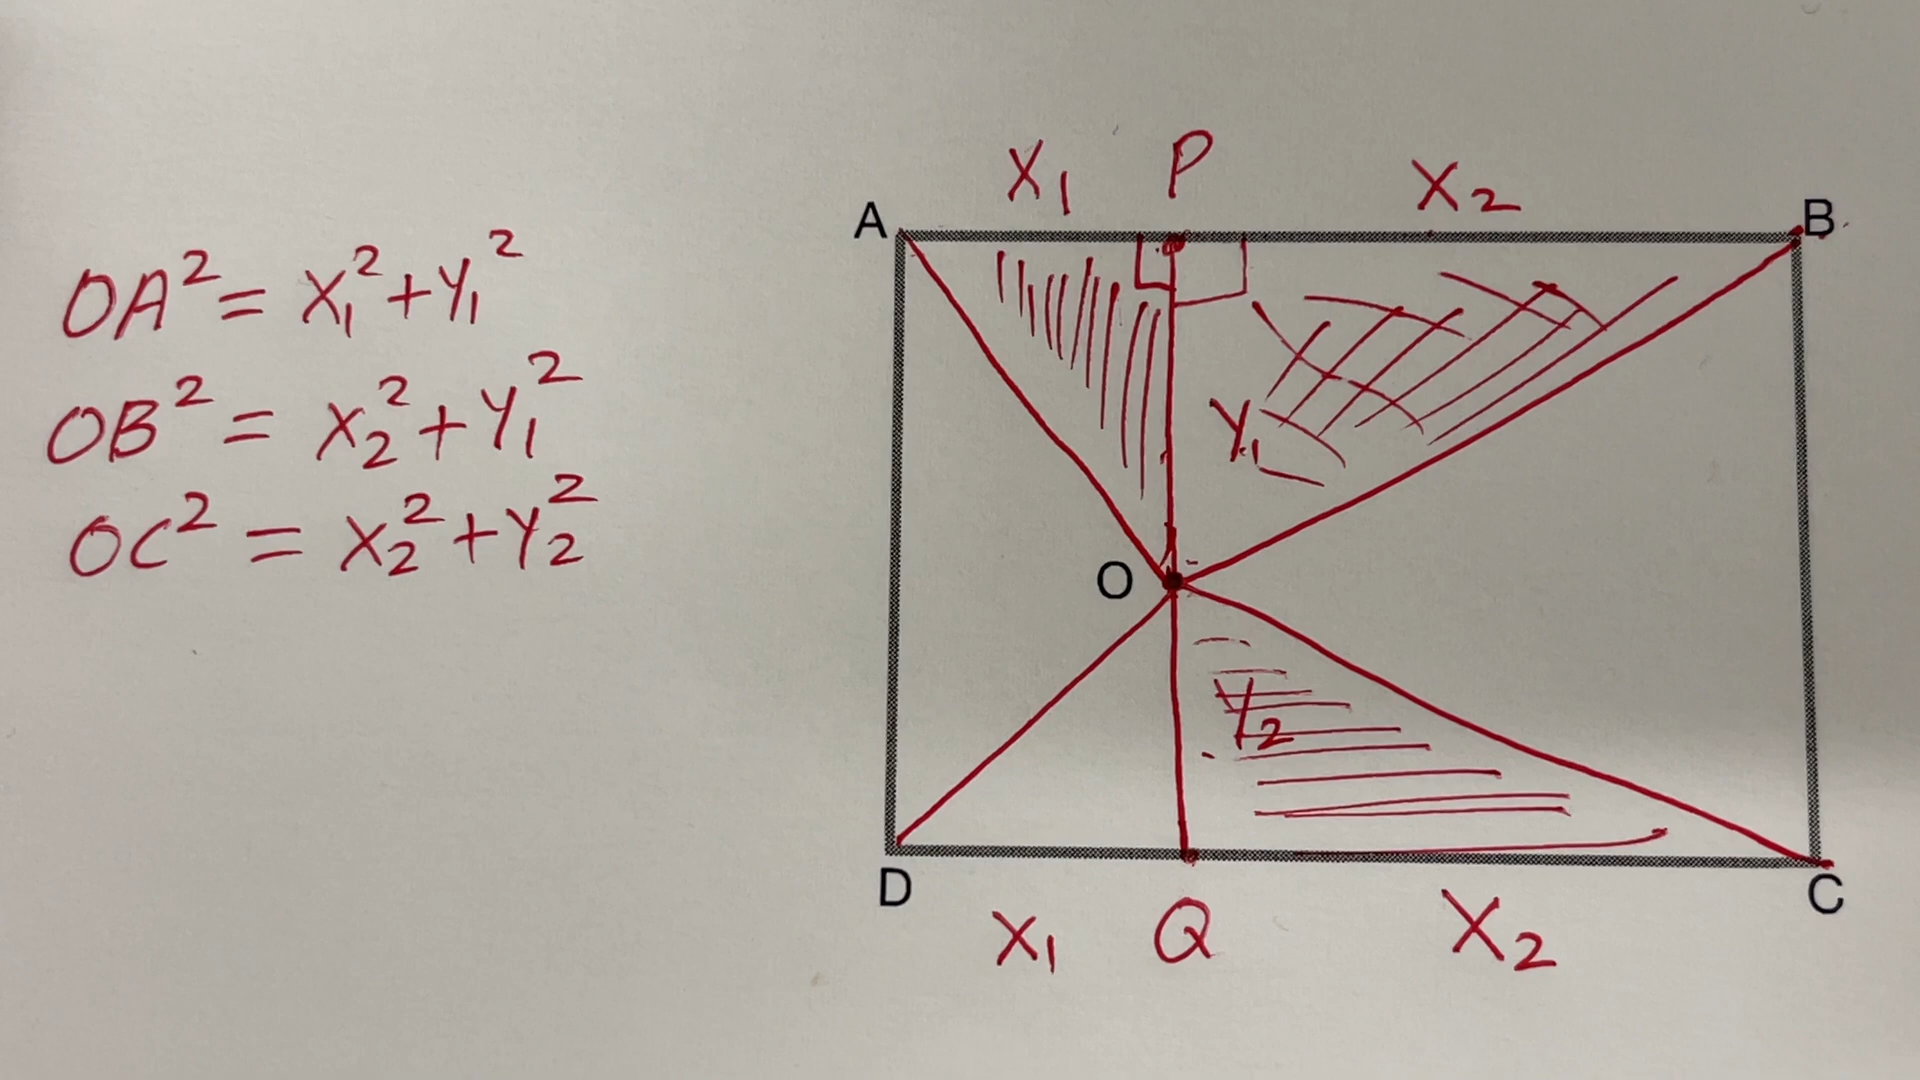 OA² = X₁² + Y₁²
OB² = X₂² + Y₁²
OC² = X₂² + Y₂²
X₁ P X₂
A B
Y₁
O
Y₂
D C
X₁ Q X₂